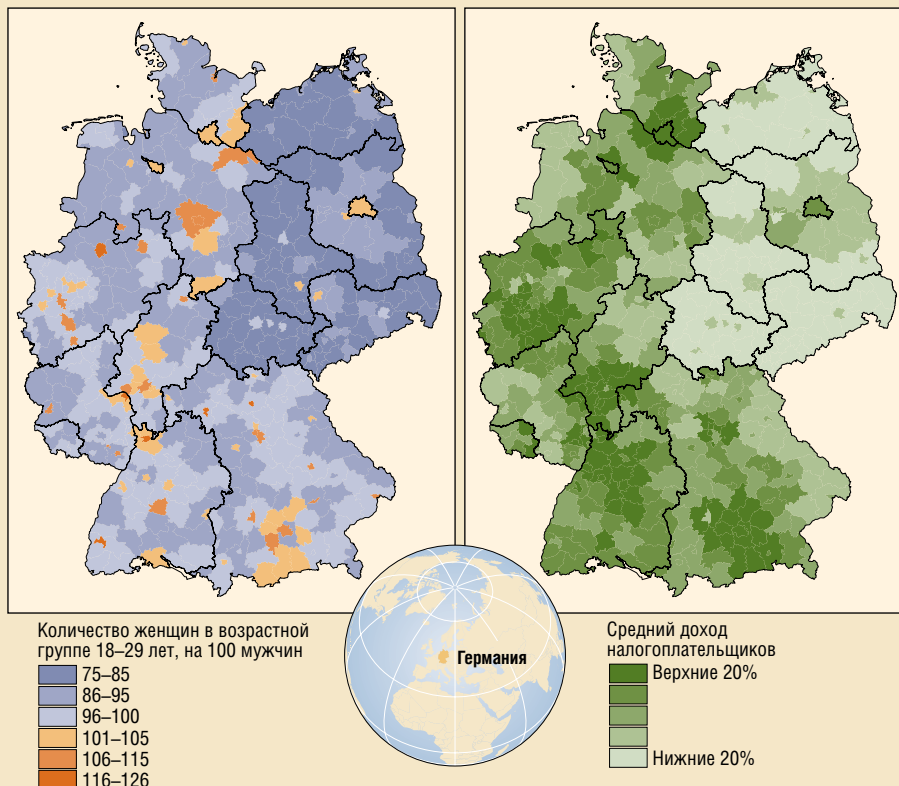 Количество женщин в возрастной
группе 18–29 лет, на 100 мужчин
75–85
86–95
96–100
101–105
106–115
116–126
Германия
Средний доход
налогоплательщиков
Верхние 20%
Нижние 20%